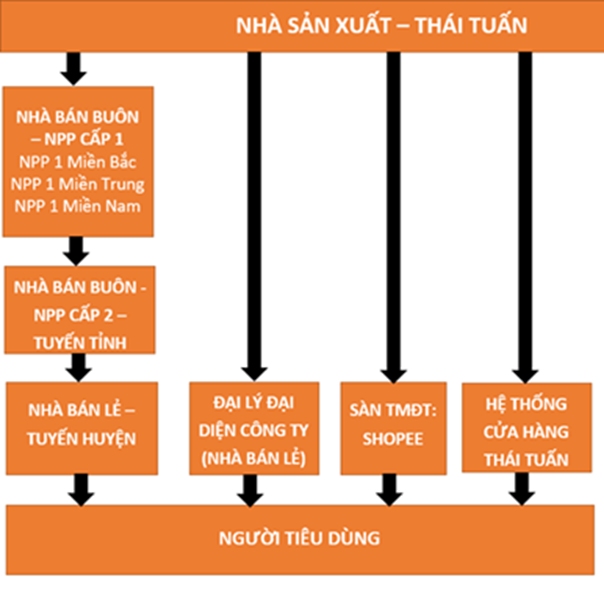 NHÀ SẢN XUẤT – THÁI TUẤN
NHÀ BÁN BUÔN
– NPP CẤP 1
NPP 1 Miền Bắc
NPP 1 Miền Trung
NPP 1 Miền Nam
NHÀ BÁN BUÔN -
NPP CẤP 2 –
TUYẾN TỈNH
NHÀ BÁN LẺ –
TUYẾN HUYỆN
ĐẠI LÝ ĐẠI
DIỆN CÔNG TY
(NHÀ BÁN LẺ)
SÀN TMĐT:
SHOPEE
HỆ THỐNG
CỬA HÀNG
THÁI TUẤN
NGƯỜI TIÊU DÙNG